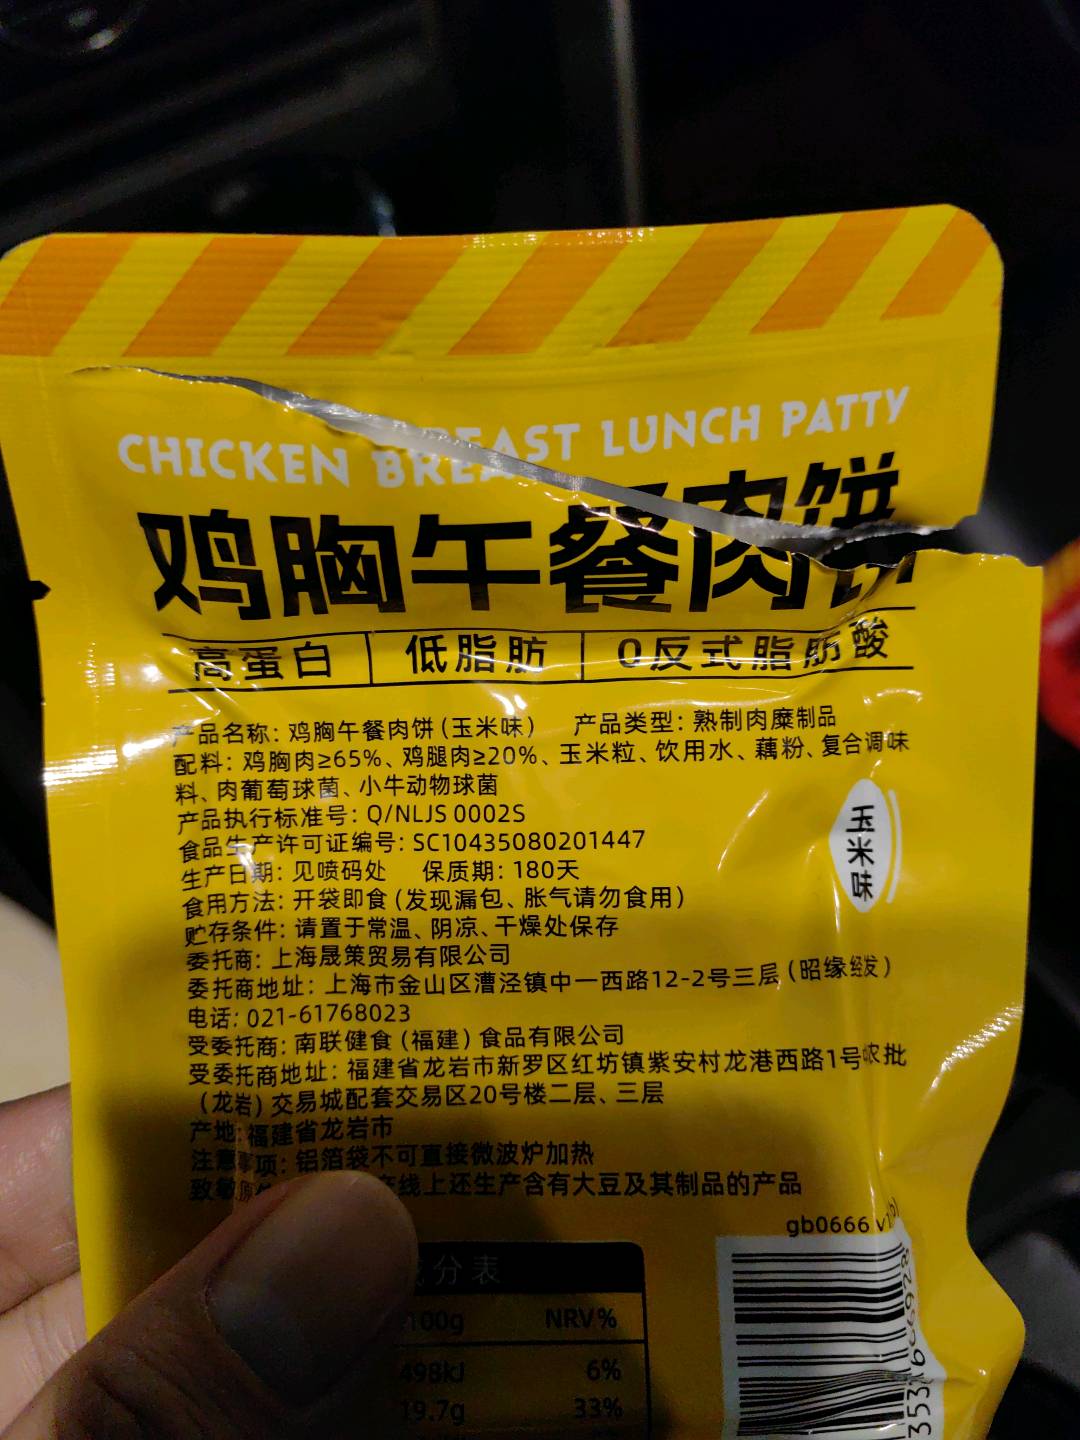 CHICKEN BREAST LUNCH PATTY
鸡胸午餐肉饼
高蛋白 低脂肪 0反式脂肪酸
产品名称: 鸡胸午餐肉饼(玉米味) 产品类型: 熟制肉糜制品
配料: 鸡胸肉≥65%、鸡腿肉≥20%、玉米粒、饮用水、藕粉、复合调味
料、肉葡萄球菌、小牛动物球菌
产品执行标准号: Q/NLJS 0002S
食品生产许可证编号: SC10435080201447
生产日期: 见喷码处 保质期: 180天
食用方法: 开袋即食(发现漏包、胀气请勿食用)
贮存条件: 请置于常温、阴凉、干燥处保存
委托商: 上海晟策贸易有限公司
委托商地址: 上海市金山区漕泾镇中一西路12-2号三层(昭缘经发)
电话: 021-61768023
受委托商: 南联健食(福建)食品有限公司
受委托商地址: 福建省龙岩市新罗区红坊镇紫安村龙港西路1号农批
(龙岩)交易城配套交易区20号楼二层、三层
产地: 福建省龙岩市
注意事项: 铝箔袋不可直接微波炉加热
致敏原 线上还生产含有大豆及其制品的产品
玉米味
gb0666
分表
100g NRV%
498kJ 6%
19.7g 33%